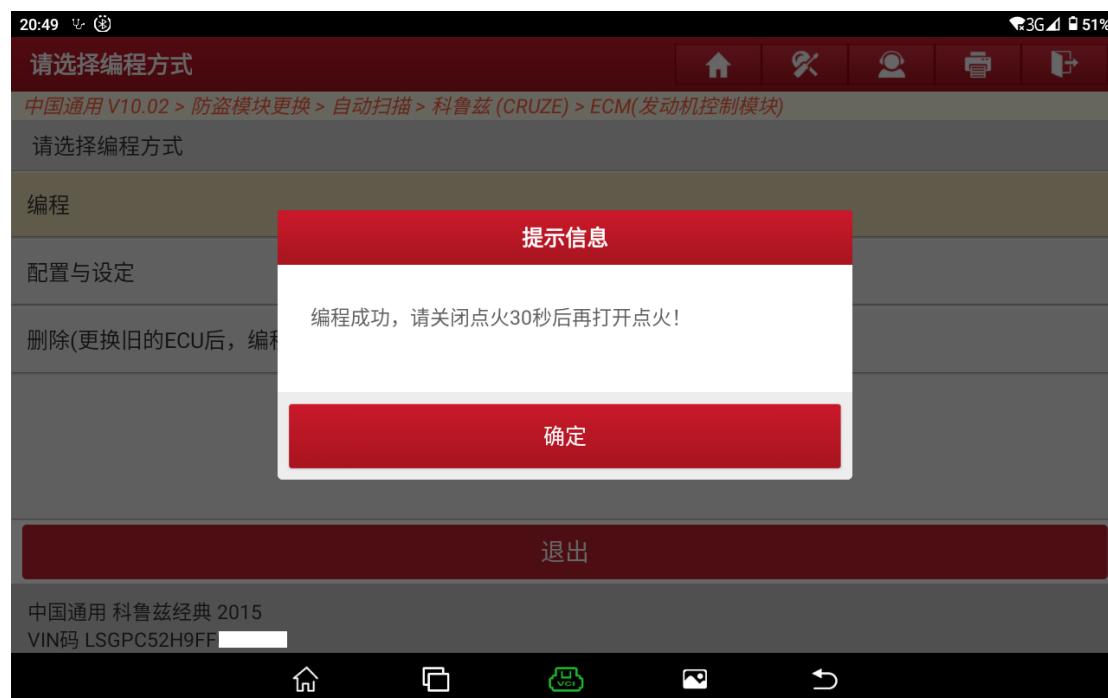 20:49 3G 51%
请选择编程方式
中国通用 V10.02 > 防盗模块更换 > 自动扫描 > 科鲁兹 (CRUZE) > ECM(发动机控制模块)
请选择编程方式
编程
配置与设定
删除(更换旧的ECU后，编程
提示信息
编程成功，请关闭点火30秒后再打开点火！
确定
退出
中国通用 科鲁兹经典 2015
VIN码 LSGPC52H9FF
VCI